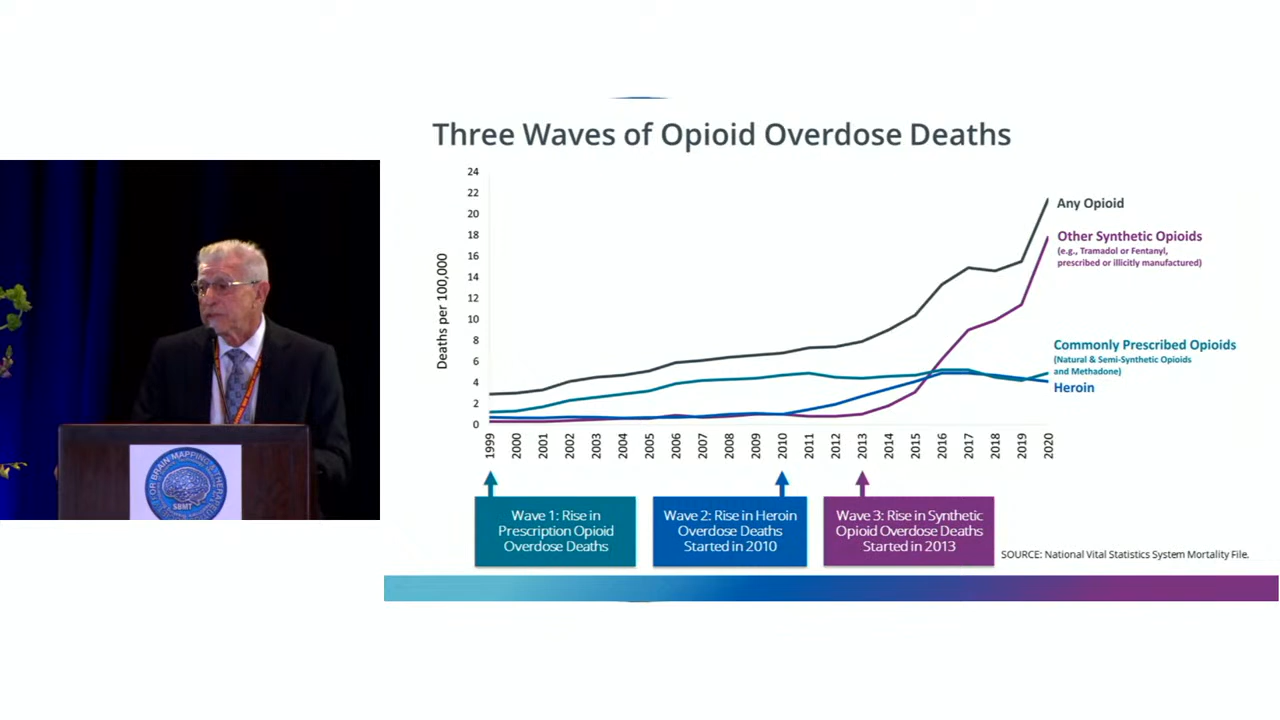 Three Waves of Opioid Overdose Deaths
24
22
20
18
16
14
12
10
8
6
4
2
0
Deaths per 100,000
1999
2000
2001
2002
2003
2004
2005
2006
2007
2008
2009
2010
2011
2012
2013
2014
2015
2016
2017
2018
2019
2020
Any Opioid
Other Synthetic Opioids
(e.g., Tramadol or Fentanyl,
prescribed or illicitly manufactured)
Commonly Prescribed Opioids
(Natural & Semi-Synthetic Opioids
and Methadone)
Heroin
Wave 1: Rise in
Prescription Opioid
Overdose Deaths
Wave 2: Rise in Heroin
Overdose Deaths
Started in 2010
Wave 3: Rise in Synthetic
Opioid Overdose Deaths
Started in 2013
SOURCE: National Vital Statistics System Mortality File.
FOR BRAIN MAPPING &
SBMT